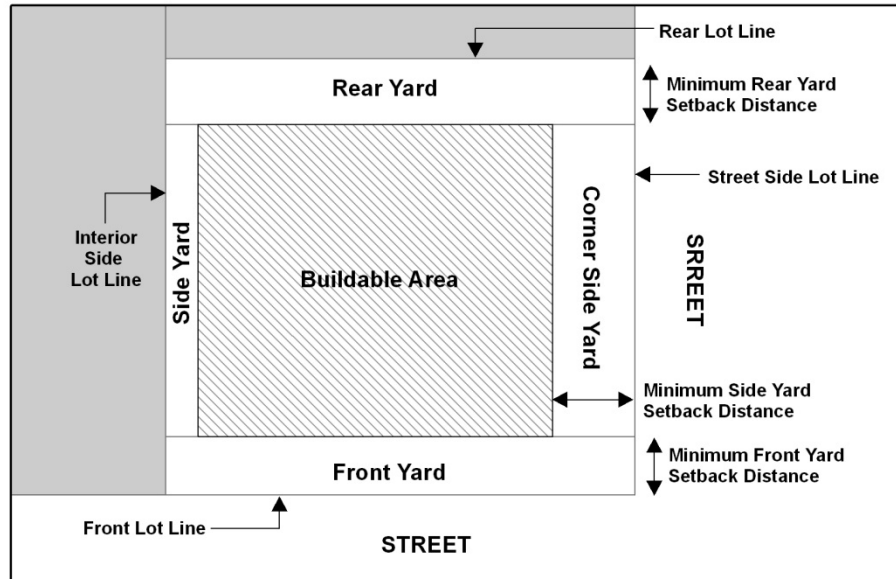 Rear Lot Line
Rear Yard
Minimum Rear Yard
Setback Distance
Street Side Lot Line
Interior
Side
Lot Line
Side Yard
Buildable Area
Corner Side Yard
SRREET
Minimum Side Yard
Setback Distance
Front Yard
Minimum Front Yard
Setback Distance
Front Lot Line
STREET